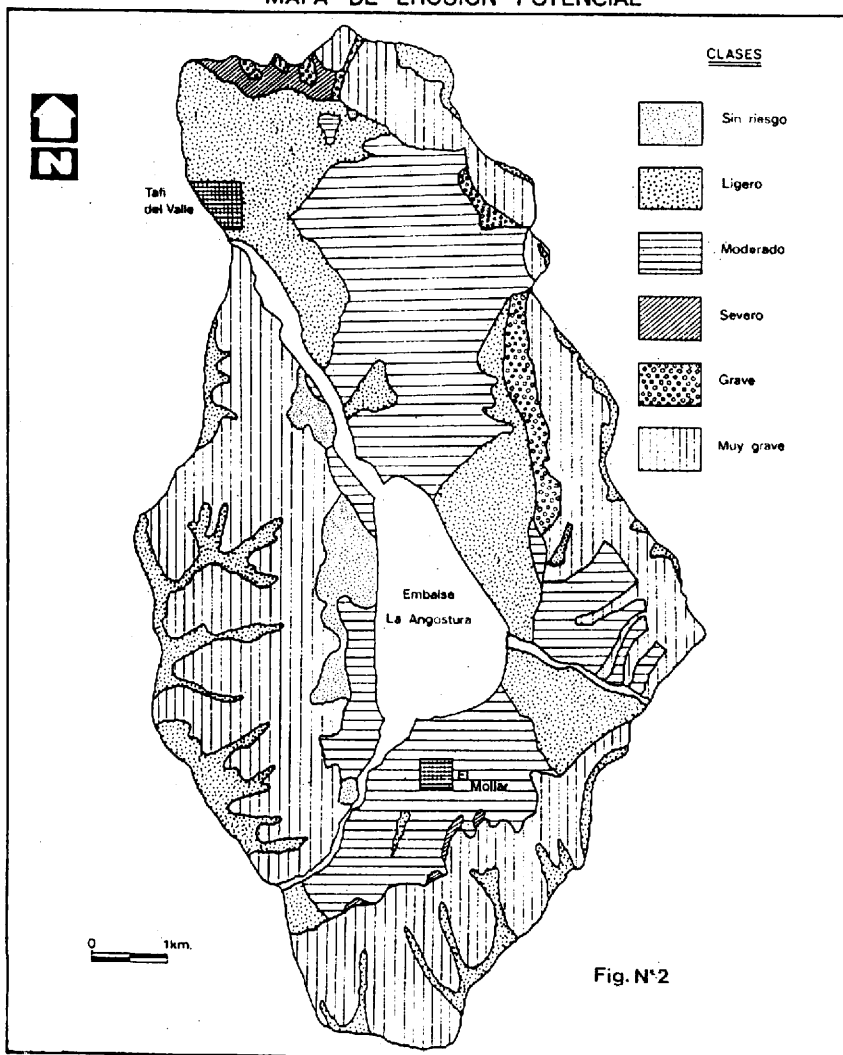 MAPA DE EROSION POTENCIAL
CLASES
N
Sin riesgo
Ligero
Tafi
del Valle
Moderado
Severo
Grave
Muy grave
Embalse
La Angostura
El
Mollar
0 1km.
Fig. Nº2